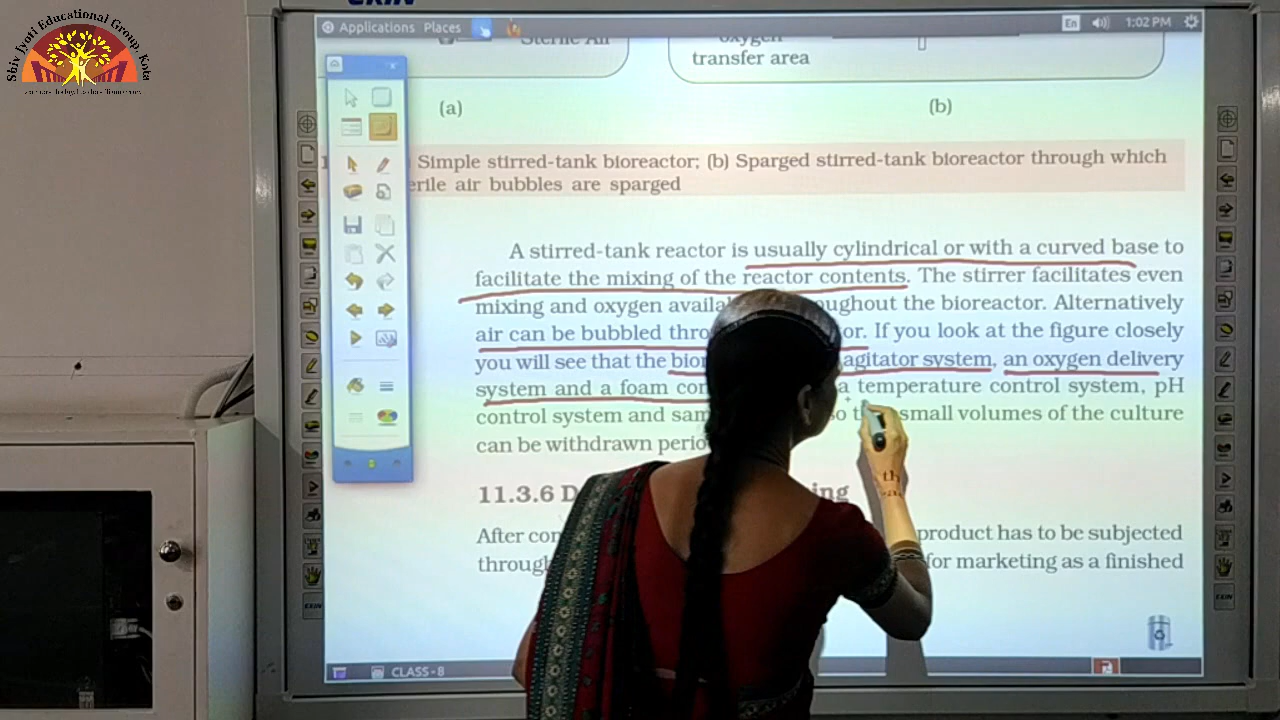 Shiv Jyoti Educational Group, Kota
EKIN
Applications Places
En
1:02 PM
Sterile Air
oxygen
transfer area
(a)
(b)
Simple stirred-tank bioreactor; (b) Sparged stirred-tank bioreactor through which
erile air bubbles are sparged
A stirred-tank reactor is usually cylindrical or with a curved base to
facilitate the mixing of the reactor contents. The stirrer facilitates even
mixing and oxygen availa oughout the bioreactor. Alternatively
air can be bubbled thro or. If you look at the figure closely
you will see that the bior agitator system, an oxygen delivery
system and a foam con a temperature control system, pH
control system and sam small volumes of the culture
can be withdrawn perio
11.3.6 D ing
After con product has to be subjected
throug for marketing as a finished
CLASS-8
EKIN
EKIN